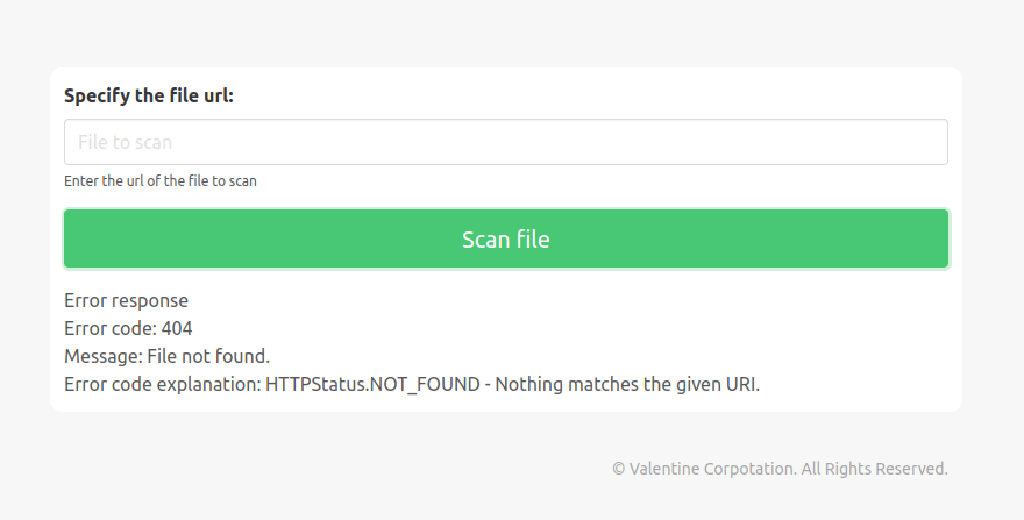 Specify the file url:
File to scan
Enter the url of the file to scan
Scan file
Error response
Error code: 404
Message: File not found.
Error code explanation: HTTPStatus.NOT_FOUND - Nothing matches the given URI.
© Valentine Corpotation. All Rights Reserved.